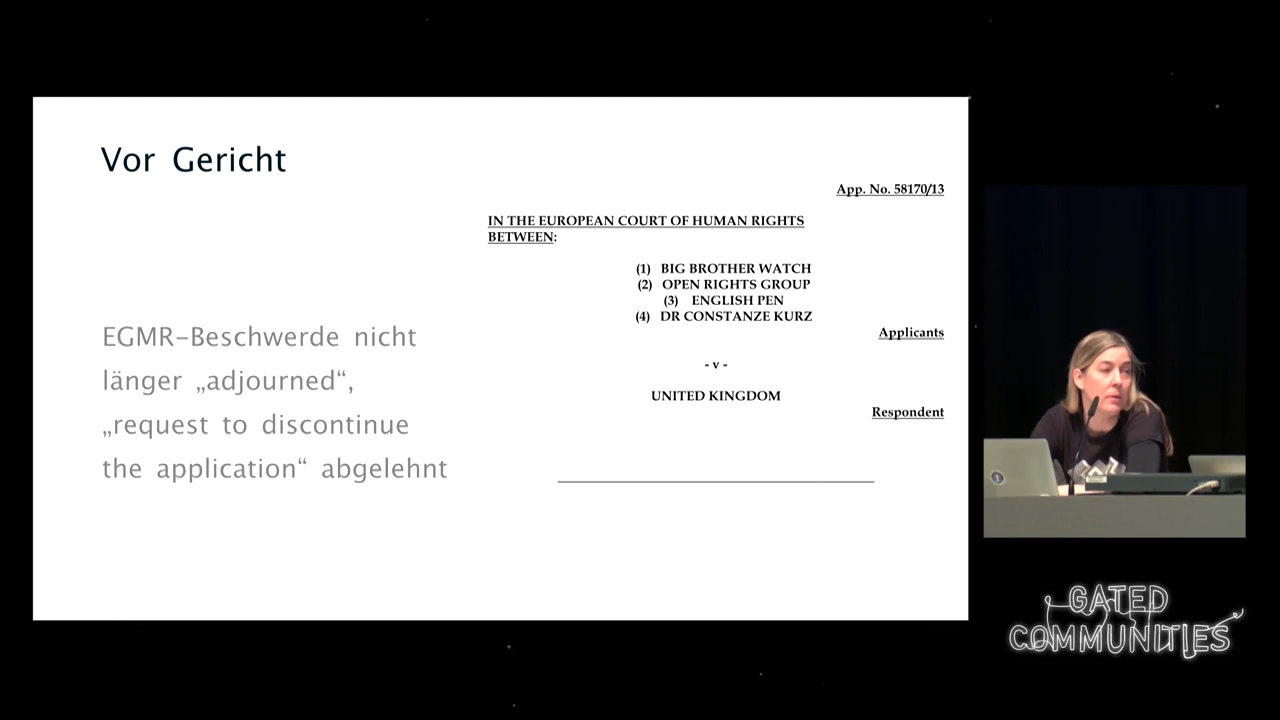 Vor Gericht
App. No. 58170/13
IN THE EUROPEAN COURT OF HUMAN RIGHTS
BETWEEN:
(1) BIG BROTHER WATCH
(2) OPEN RIGHTS GROUP
(3) ENGLISH PEN
(4) DR CONSTANZE KURZ
Applicants
- v -
UNITED KINGDOM
Respondent
EGMR-Beschwerde nicht
länger „adjourned“,
„request to discontinue
the application“ abgelehnt
GATED
COMMUNITIES